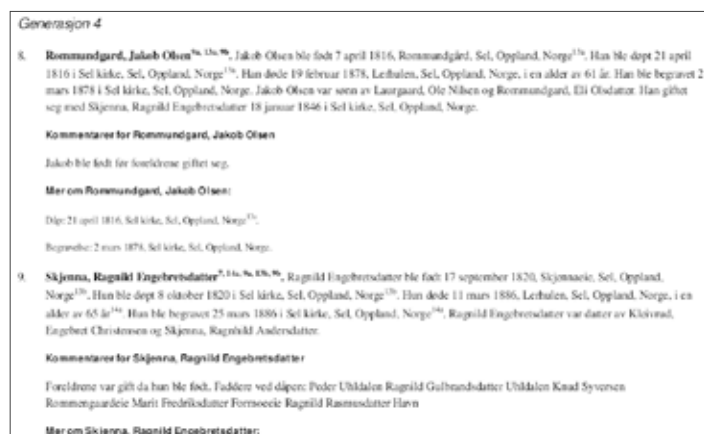 Generasjon 4
8. Rommundgard, Jakob Olsen9a, 13a, 9b, Jakob Olsen ble født 7 april 1816, Rommundgård, Sel, Oppland, Norge13a. Han ble døpt 21 april
1816 i Sel kirke, Sel, Oppland, Norge13a. Han døde 19 februar 1878, Lerhulen, Sel, Oppland, Norge, i en alder av 61 år. Han ble begravet 2
mars 1878 i Sel kirke, Sel, Oppland, Norge. Jakob Olsen var sønn av Laurgaard, Ole Nilsen og Rommundgard, Eli Olsdatter. Han giftet
seg med Skjenna, Ragnild Engebretsdatter 18 januar 1846 i Sel kirke, Sel, Oppland, Norge.
Kommentarer for Rommundgard, Jakob Olsen
Jakob ble født før foreldrene giftet seg.
Mer om Rommundgard, Jakob Olsen:
Dåp: 21 april 1816, Sel kirke, Sel, Oppland, Norge
Begravelse: 2 mars 1878, Sel kirke, Sel, Oppland, Norge.
9. Skjenna, Ragnild Engebretsdatter Ragnild Engebretsdatter ble født 17 september 1820, Sel, Oppland,
Norge Hun ble døpt 8 oktober 1820 i Sel kirke, Sel, Oppland, Norge Hun døde 11 mars 1886, Lerhulen, Sel, Oppland, Norge, i en
alder av 65 år Hun ble begravet 25 mars 1886 i Sel kirke, Sel, Oppland, Norge Ragnild Engebretsdatter var datter av Kleivrud,
Engebret Christensen og Skjenna, Ragnhild Andersdatter.
Kommentarer for Skjenna, Ragnild Engebretsdatter
Foreldrene var gift da hun ble født. Faddere ved dåpen: Peder Uhldalen Ragnild Gulbrandsdatter Uhldalen Knud Syversen
Rommengaardeie Marit Fredriksdatter Formoeeie Ragnild Rasmusdatter Havn
Mer om Skjenna, Ragnild Engebretsdatter: